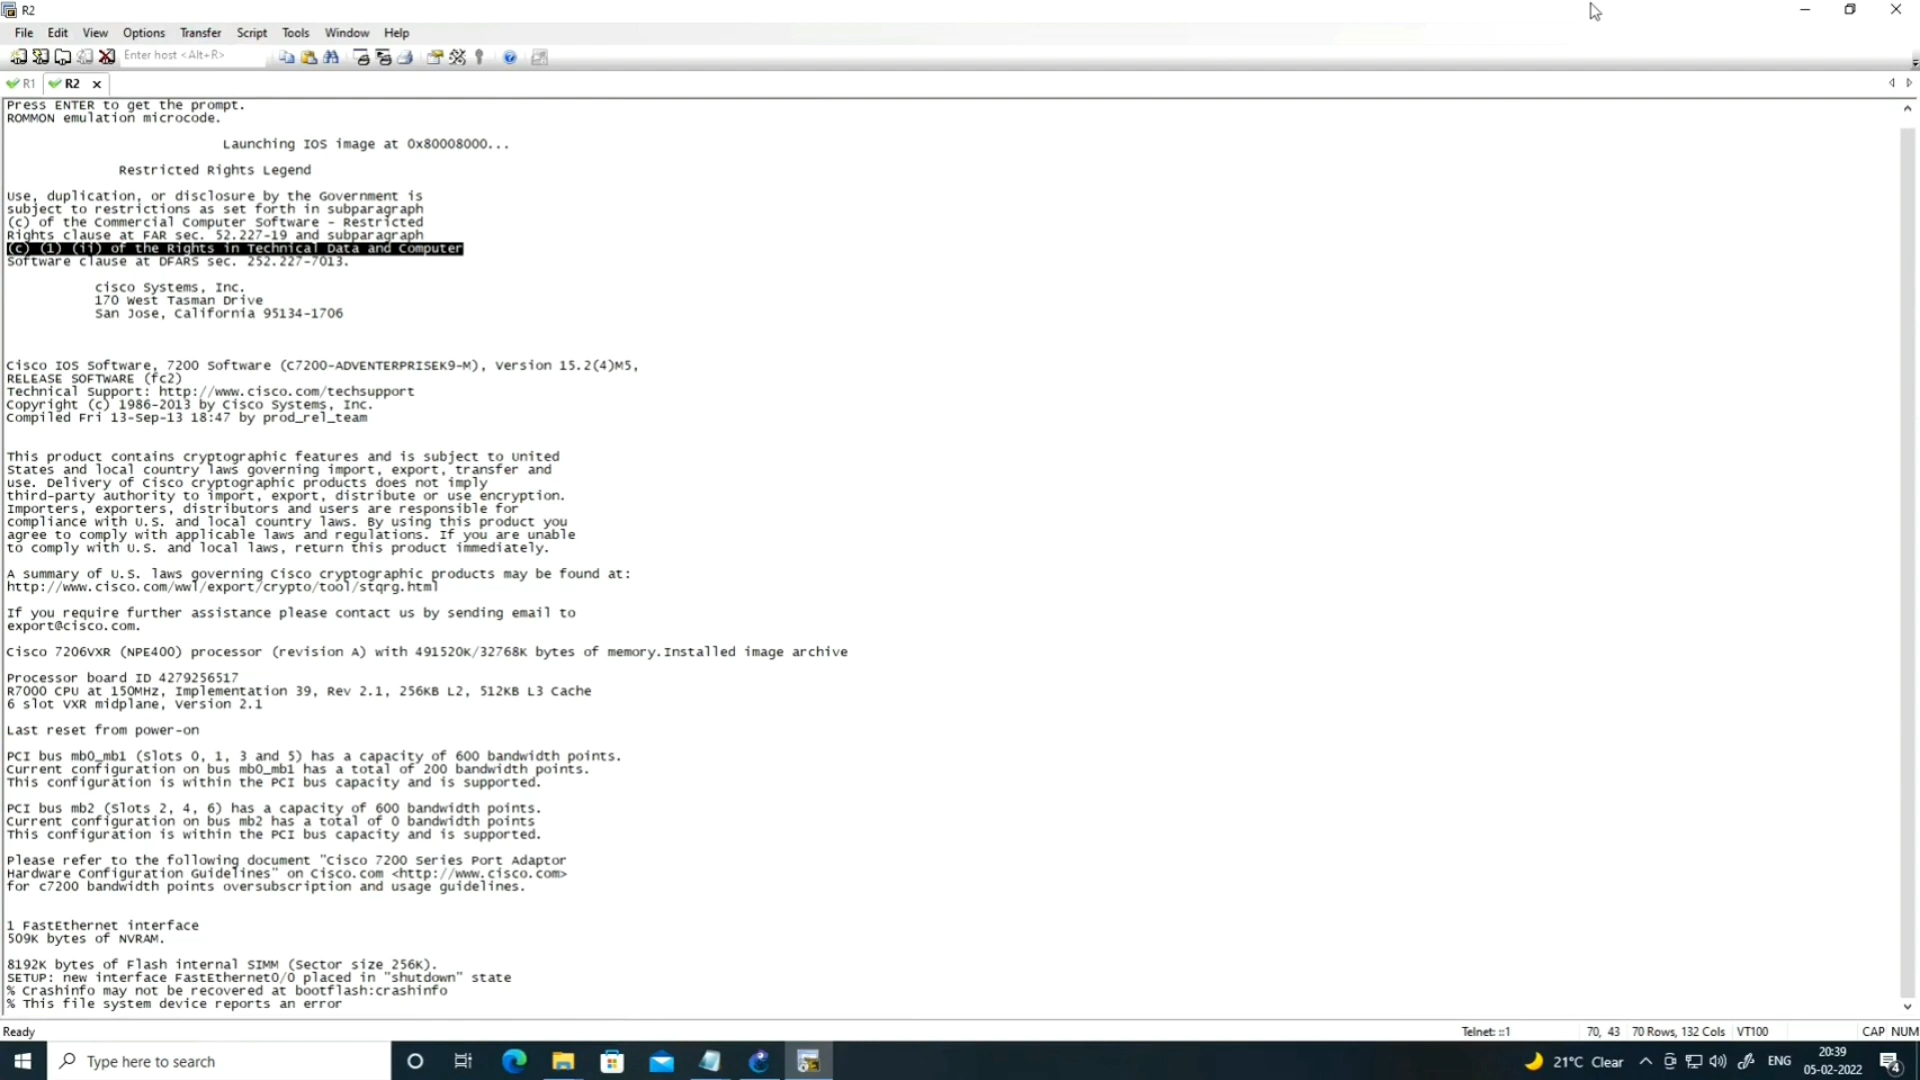 R2
File Edit View Options Transfer Script Tools Window Help
Enter host <Alt+R>
R1 R2
Press ENTER to get the prompt.
ROMMON emulation microcode.
Launching IOS image at 0x80008000...
Restricted Rights Legend
Use, duplication, or disclosure by the Government is
subject to restrictions as set forth in subparagraph
(c) of the Commercial Computer Software - Restricted
Rights clause at FAR sec. 52.227-19 and subparagraph
(c) (1) (ii) of the Rights in Technical Data and Computer
Software clause at DFARS sec. 252.227-7013.
cisco Systems, Inc.
170 West Tasman Drive
San Jose, California 95134-1706
Cisco IOS Software, 7200 Software (C7200-ADVENTERPRISEK9-M), Version 15.2(4)M5,
RELEASE SOFTWARE (fc2)
Technical Support: http://www.cisco.com/techsupport
Copyright (c) 1986-2013 by Cisco Systems, Inc.
Compiled Fri 13-Sep-13 18:47 by prod_rel_team
This product contains cryptographic features and is subject to United
States and local country laws governing import, export, transfer and
use. Delivery of Cisco cryptographic products does not imply
third-party authority to import, export, distribute or use encryption.
Importers, exporters, distributors and users are responsible for
compliance with U.S. and local country laws. By using this product you
agree to comply with applicable laws and regulations. If you are unable
to comply with U.S. and local laws, return this product immediately.
A summary of U.S. laws governing Cisco cryptographic products may be found at:
http://www.cisco.com/wwl/export/crypto/tool/stqrg.html
If you require further assistance please contact us by sending email to
export@cisco.com.
Cisco 7206VXR (NPE400) processor (revision A) with 491520K/32768K bytes of memory.Installed image archive
Processor board ID 4279256517
R7000 CPU at 150MHz, Implementation 39, Rev 2.1, 256KB L2, 512KB L3 Cache
6 slot VXR midplane, Version 2.1
Last reset from power-on
PCI bus mb0_mb1 (Slots 0, 1, 3 and 5) has a capacity of 600 bandwidth points.
Current configuration on bus mb0_mb1 has a total of 200 bandwidth points.
This configuration is within the PCI bus capacity and is supported.
PCI bus mb2 (Slots 2, 4, 6) has a capacity of 600 bandwidth points.
Current configuration on bus mb2 has a total of 0 bandwidth points
This configuration is within the PCI bus capacity and is supported.
Please refer to the following document "Cisco 7200 Series Port Adaptor
Hardware Configuration Guidelines" on Cisco.com <http://www.cisco.com>
for c7200 bandwidth points oversubscription and usage guidelines.
1 FastEthernet interface
509K bytes of NVRAM.
8192K bytes of Flash internal SIMM (Sector size 256K).
SETUP: new interface FastEthernet0/0 placed in "shutdown" state
% Crashinfo may not be recovered at bootflash:crashinfo
% This file system device reports an error
Ready Telnet: ::1 70, 43 70 Rows, 132 Cols VT100 CAP NUM
Type here to search 21°C Clear ENG 20:39
05-02-2022
4